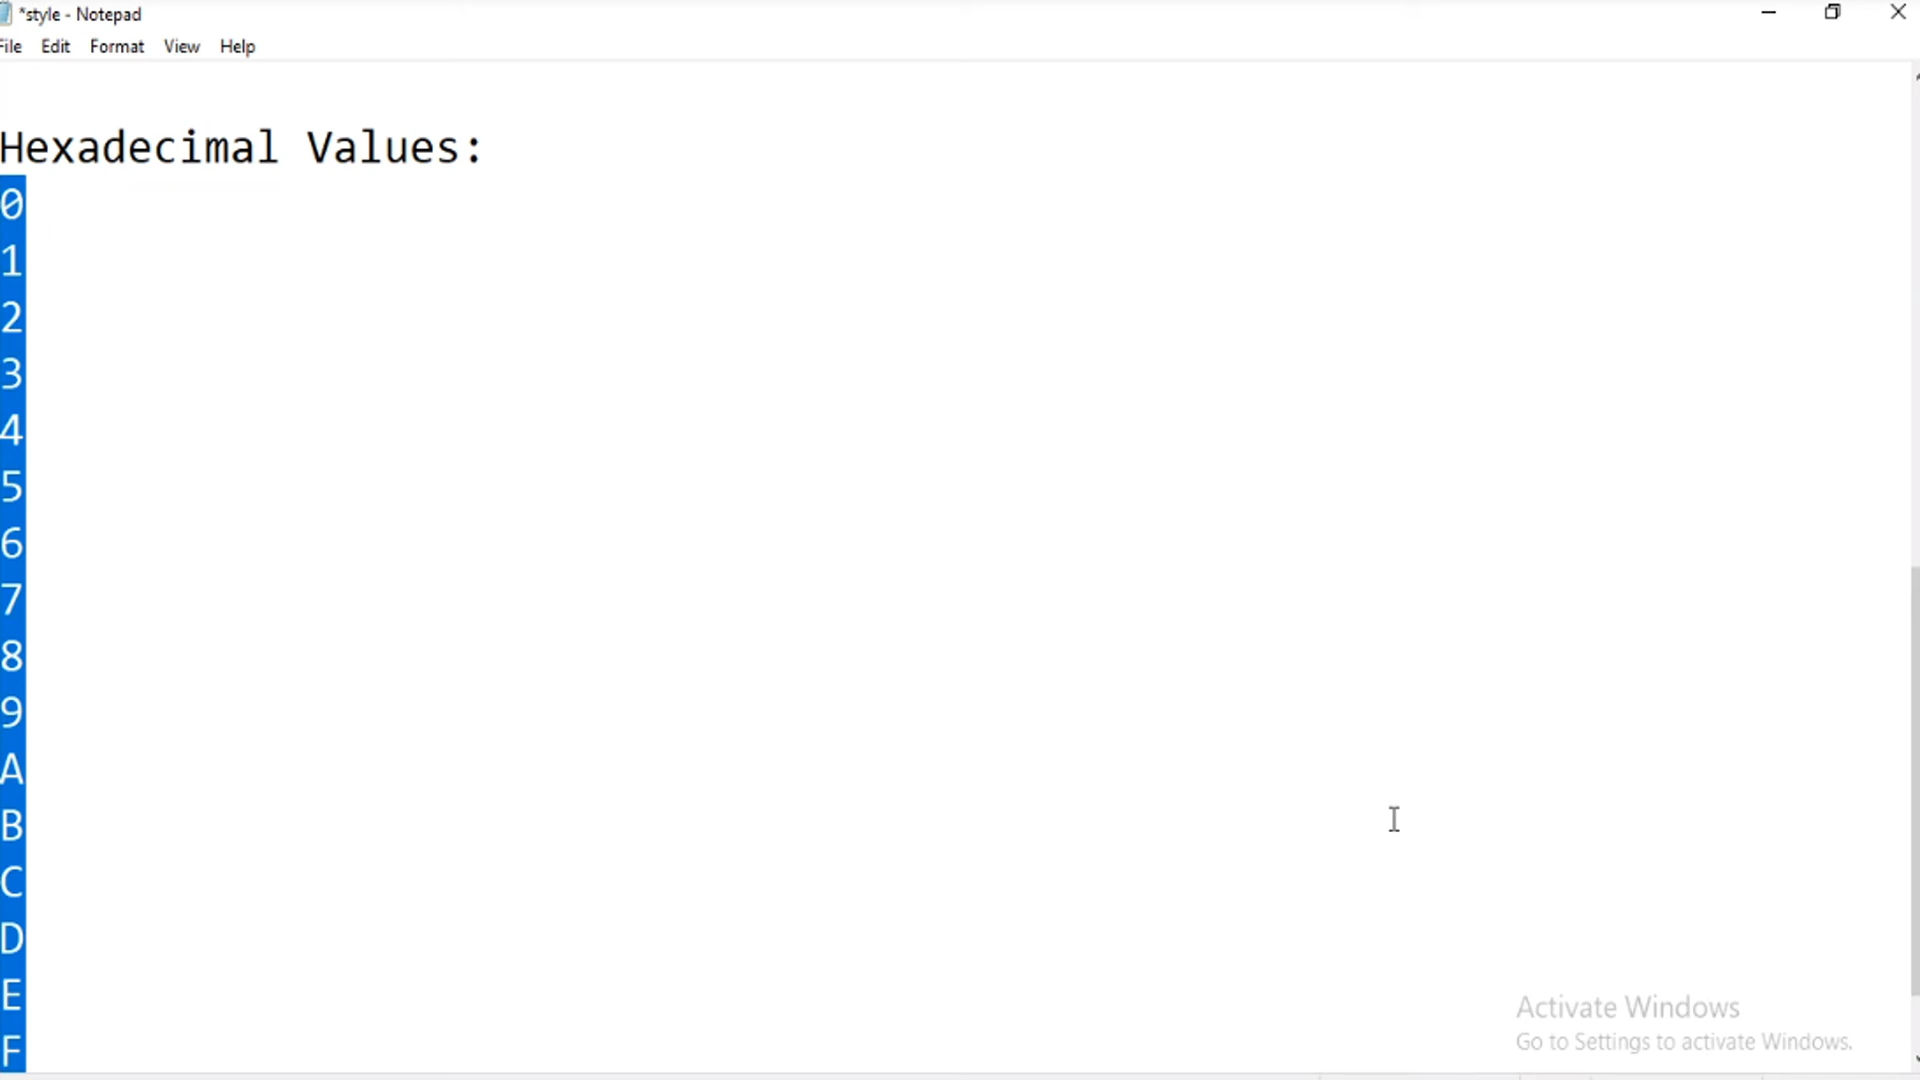 *style - Notepad
File Edit Format View Help
Hexadecimal Values:
0
1
2
3
4
5
6
7
8
9
A
B
C
D
E
F
Activate Windows
Go to Settings to activate Windows.